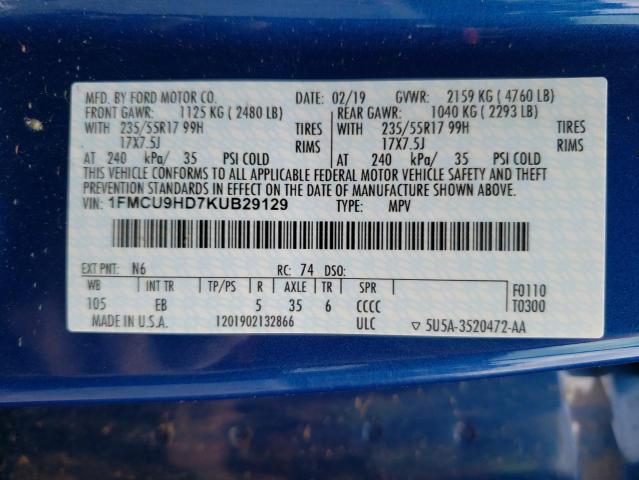 MFD. BY FORD MOTOR CO. DATE: 02/19 GVWR: 2159 KG ( 4760 LB)
FRONT GAWR: 1125 KG ( 2480 LB) REAR GAWR: 1040 KG ( 2293 LB)
WITH 235/55R17 99H TIRES WITH 235/55R17 99H TIRES
17X7.5J RIMS 17X7.5J RIMS
AT 240 kPa/ 35 PSI COLD AT 240 kPa/ 35 PSI COLD
THIS VEHICLE CONFORMS TO ALL APPLICABLE FEDERAL MOTOR VEHICLE SAFETY AND THEFT
PREVENTION STANDARDS IN EFFECT ON THE DATE OF MANUFACTURE SHOWN ABOVE.
VIN: 1FMCU9HD7KUB29129 TYPE: MPV
EXT PNT: N6 RC: 74 DSO:
WB INT TR TP/PS R AXLE TR SPR F0110
105 EB 5 35 6 CCCC T0300
MADE IN U.S.A. 1201902132866 ULC ▽ 5U5A-3520472-AA